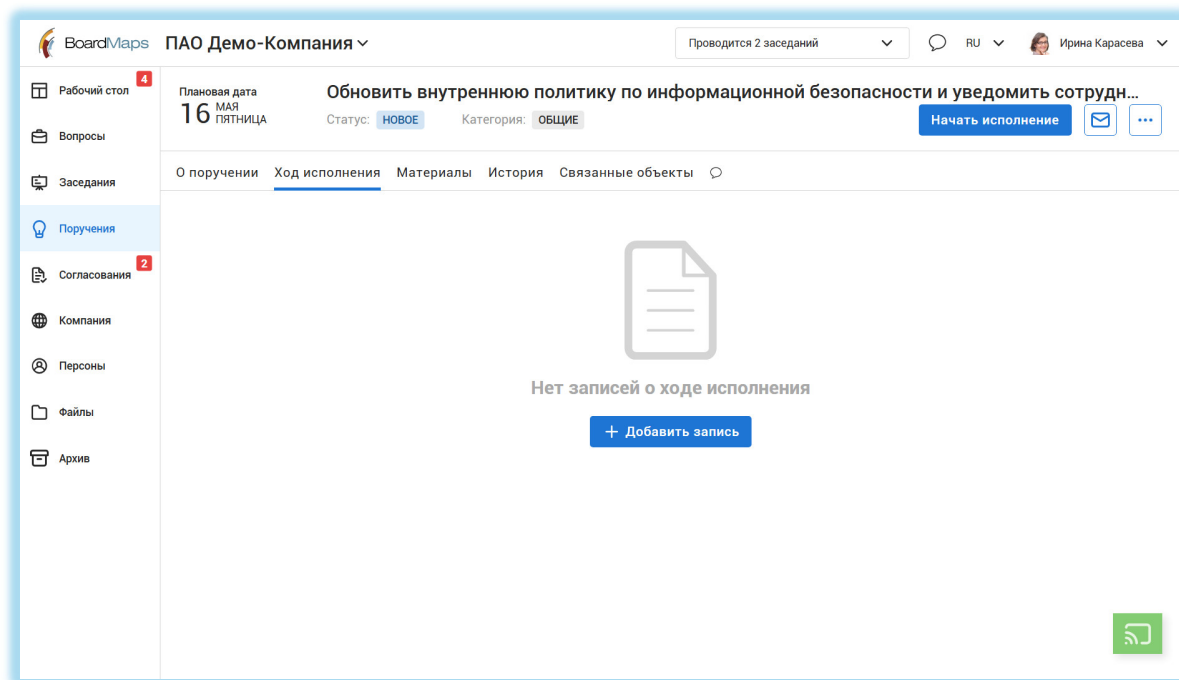 BoardMaps
ПАО Демо-Компания
Проводится 2 заседаний
RU
Ирина Карасева
Рабочий стол
4
Вопросы
Заседания
Поручения
Согласования
2
Компания
Персоны
Файлы
Архив
Плановая дата
16 МАЯ
ПЯТНИЦА
Обновить внутреннюю политику по информационной безопасности и уведомить сотрудн...
Статус: НОВОЕ Категория: ОБЩИЕ
Начать исполнение
О поручении Ход исполнения Материалы История Связанные объекты
Нет записей о ходе исполнения
+ Добавить запись